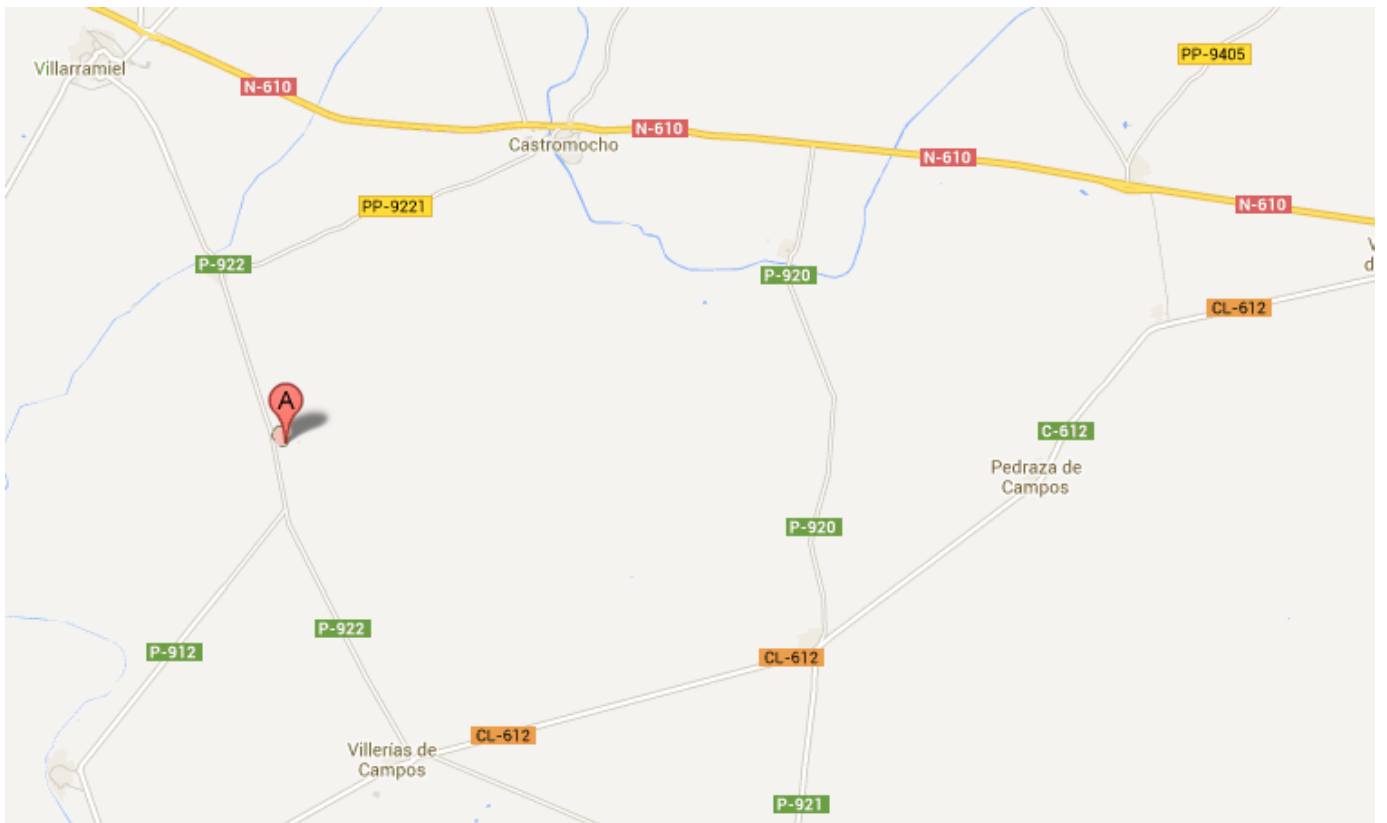 PP-9405
Villarramiel
N-610
N-610
Castromocho
N-610
PP-9221
N-610
V
d
P-922
P-920
CL-612
A
C-612
Pedraza de
Campos
P-920
P-922
P-912
CL-612
CL-612
Villerías de
Campos
P-921